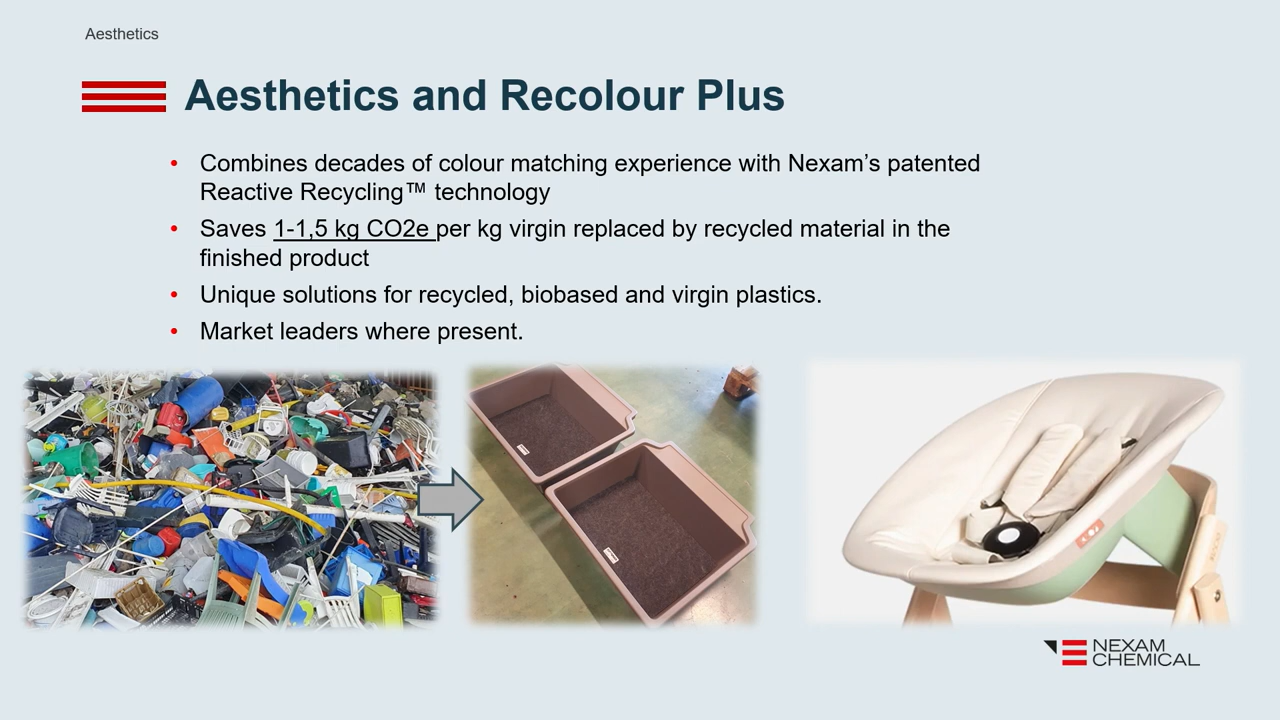 Aesthetics
Aesthetics and Recolour Plus
• Combines decades of colour matching experience with Nexam’s patented
Reactive Recycling™ technology
• Saves 1-1,5 kg CO2e per kg virgin replaced by recycled material in the
finished product
• Unique solutions for recycled, biobased and virgin plastics.
• Market leaders where present.
NEXAM
CHEMICAL